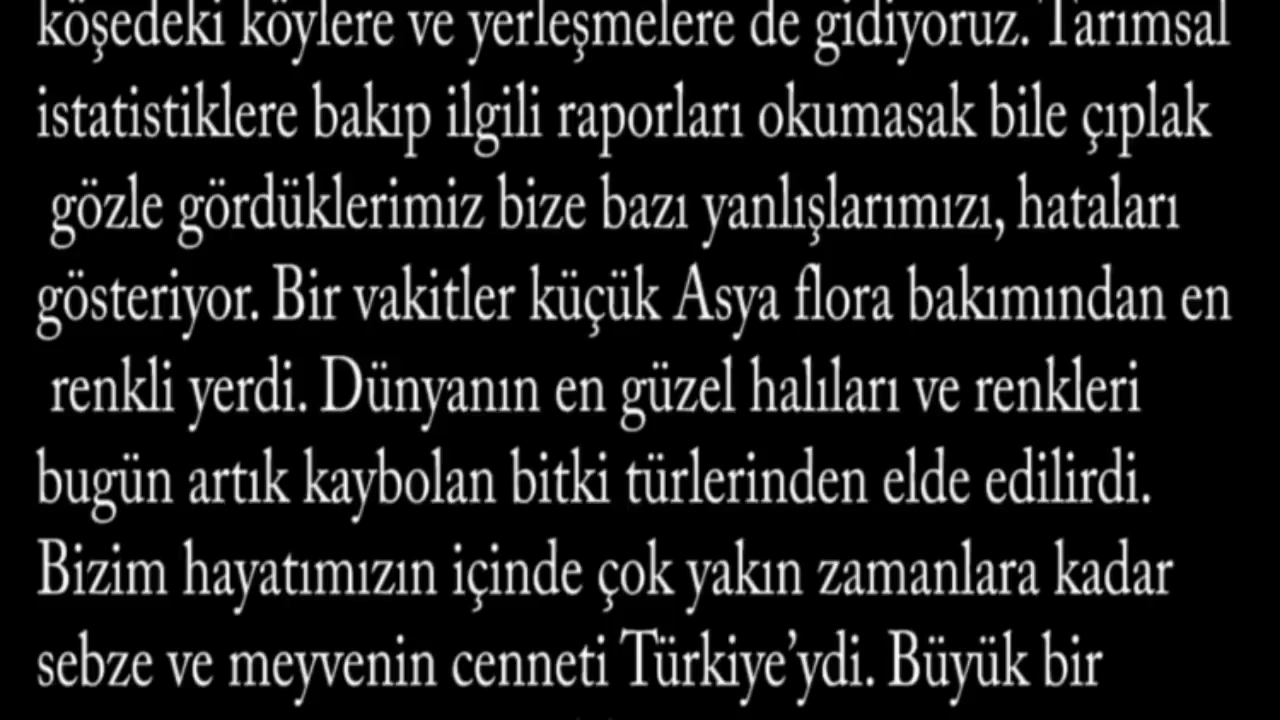 köşedeki köylere ve yerleşmelere de gidiyoruz. Tarımsal
istatistiklere bakıp ilgili raporları okumasak bile çıplak
gözle gördüklerimiz bize bazı yanlışlarımızı, hataları
gösteriyor. Bir vakitler küçük Asya flora bakımından en
renkli yerdi. Dünyanın en güzel halıları ve renkleri
bugün artık kaybolan bitki türlerinden elde edilirdi.
Bizim hayatımızın içinde çok yakın zamanlara kadar
sebze ve meyvenin cenneti Türkiye’ydi. Büyük bir